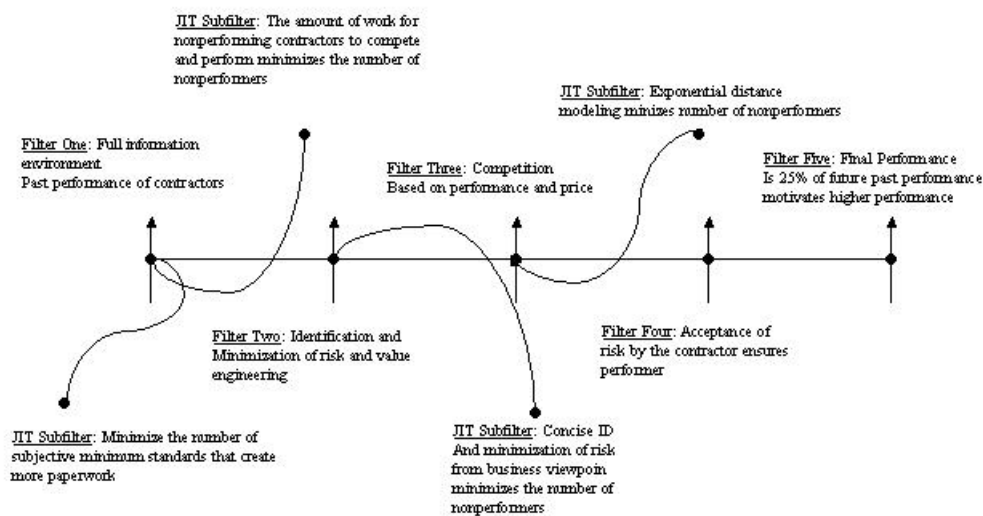 JIT Subfilter: The amount of work for
nonperforming contractors to compete
and perform minimizes the number of
nonperformers
JIT Subfilter: Exponential distance
modeling minizes number of nonperformers
Filter One: Full information
environment
Past performance of contractors
Filter Three: Competition
Based on performance and price
Filter Five: Final Performance
Is 25% of future past performance
motivates higher performance
Filter Two: Identification and
Minimization of risk and value
engineering
Filter Four: Acceptance of
risk by the contractor ensures
performer
JIT Subfilter: Minimize the number of
subjective minimum standards that create
more paperwork
JIT Subfilter: Concise ID
And minimization of risk
from business viewpoin
minimizes the number of
nonperformers